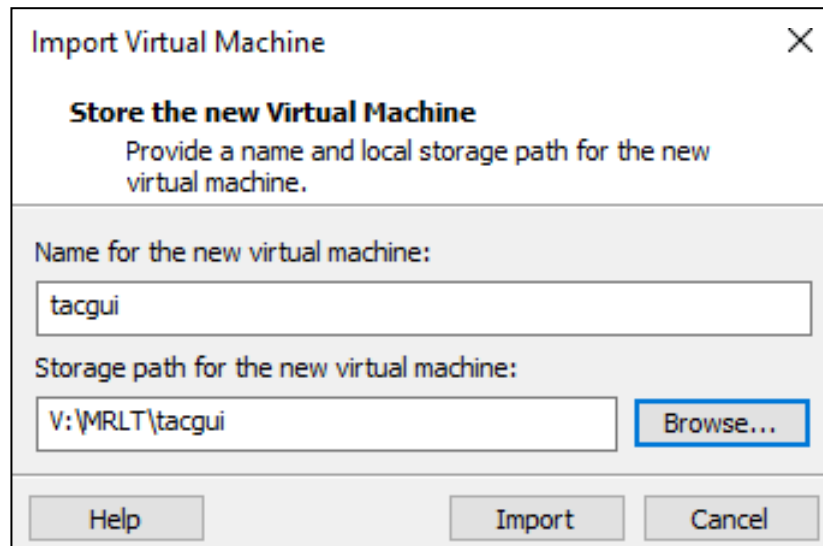 Import Virtual Machine
Store the new Virtual Machine
Provide a name and local storage path for the new
virtual machine.
Name for the new virtual machine:
tacgui
Storage path for the new virtual machine:
V:\MRLT\tacgui
Browse...
Help
Import
Cancel